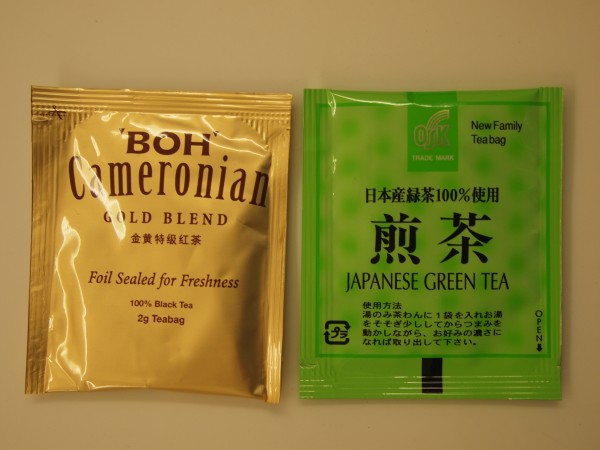 'BOH'
Cameronian
GOLD BLEND
金黄特级红茶
Foil Sealed for Freshness
100% Black Tea
2g Teabag
OSK
TRADE MARK
New Family
Teabag
日本産緑茶100%使用
煎茶
JAPANESE GREEN TEA
使用方法
湯のみ茶わんに1袋を入れお湯
をそそぎ少ししてからつまみを
動かしながら、お好みの濃さに
なれば取り出して下さい。
プラ
OPEN